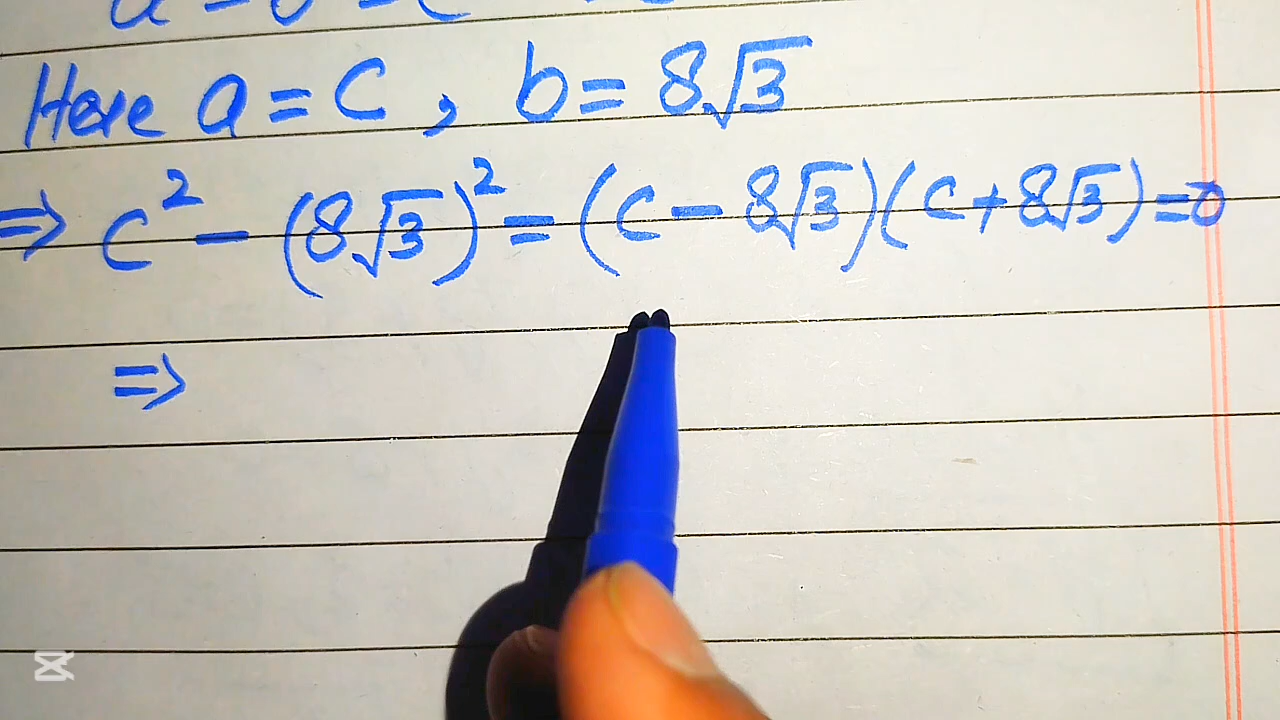 Here a = c , b = 8√3
⇒ c² - (8√3)² = (c - 8√3)(c + 8√3) = 0
⇒